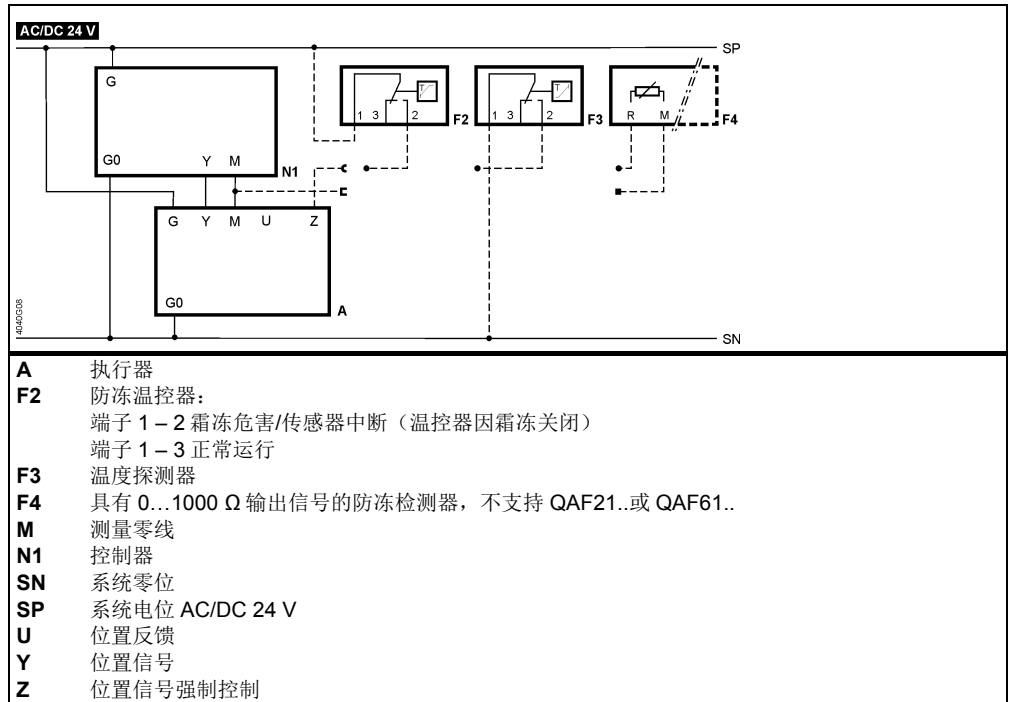 AC/DC 24 V
SP
G
1 3 2
F2
1 3 2
F3
R M
F4
G0 Y M
N1
G Y M U Z
G0
A
4040G08
SN
A 执行器
F2 防冻温控器：
端子 1 – 2 霜冻危害/传感器中断（温控器因霜冻关闭）
端子 1 – 3 正常运行
F3 温度探测器
F4 具有 0…1000 Ω 输出信号的防冻检测器，不支持 QAF21..或 QAF61..
M 测量零线
N1 控制器
SN 系统零位
SP 系统电位 AC/DC 24 V
U 位置反馈
Y 位置信号
Z 位置信号强制控制